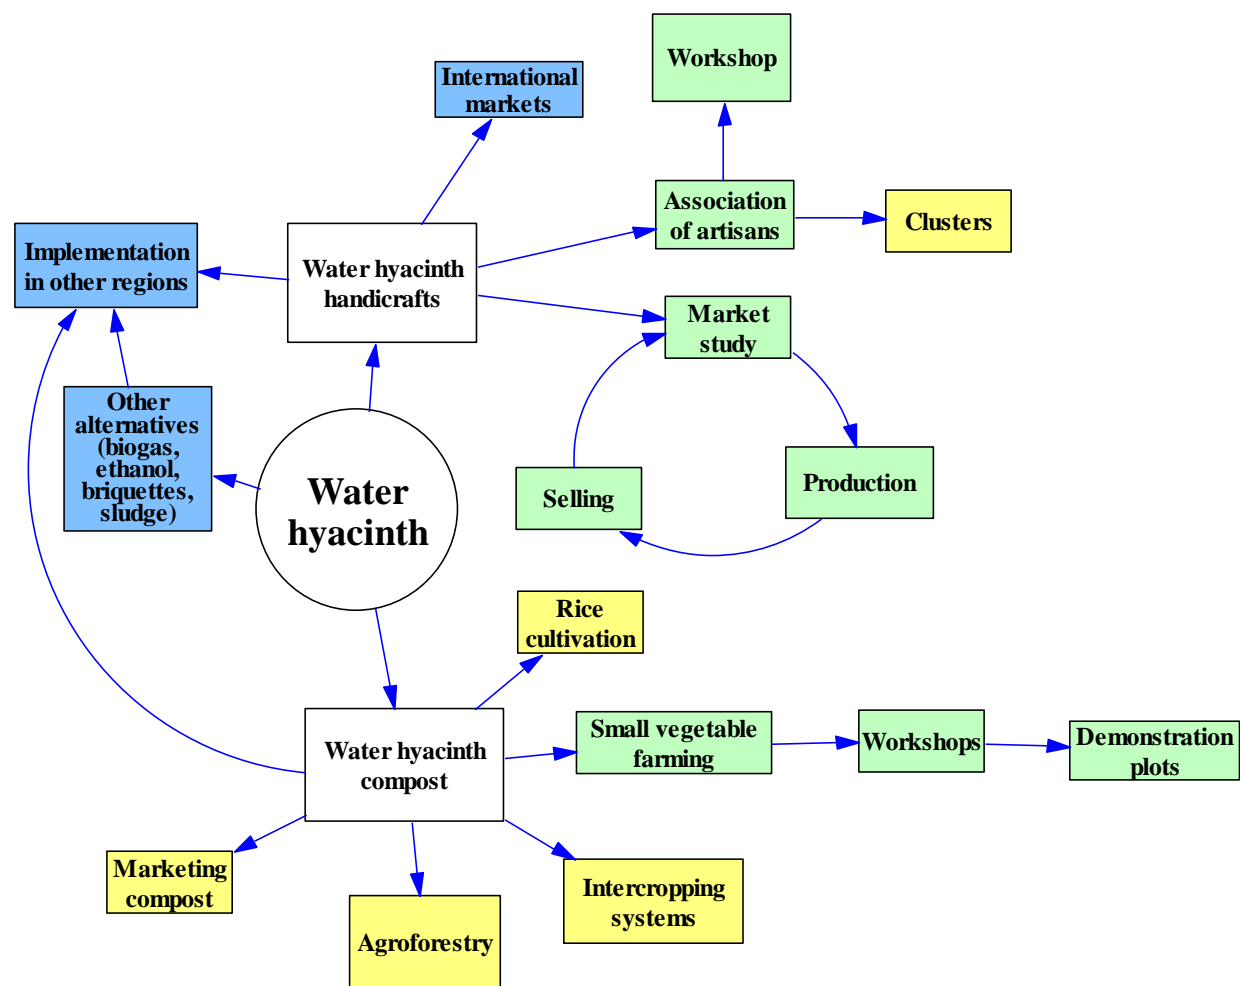 Workshop
International
markets
Association
of artisans
Clusters
Implementation
in other regions
Water hyacinth
handicrafts
Market
study
Other
alternatives
(biogas,
ethanol,
briquettes,
sludge)
Water
hyacinth
Selling
Production
Rice
cultivation
Water hyacinth
compost
Small vegetable
farming
Workshops
Demonstration
plots
Marketing
compost
Agroforestry
Intercropping
systems